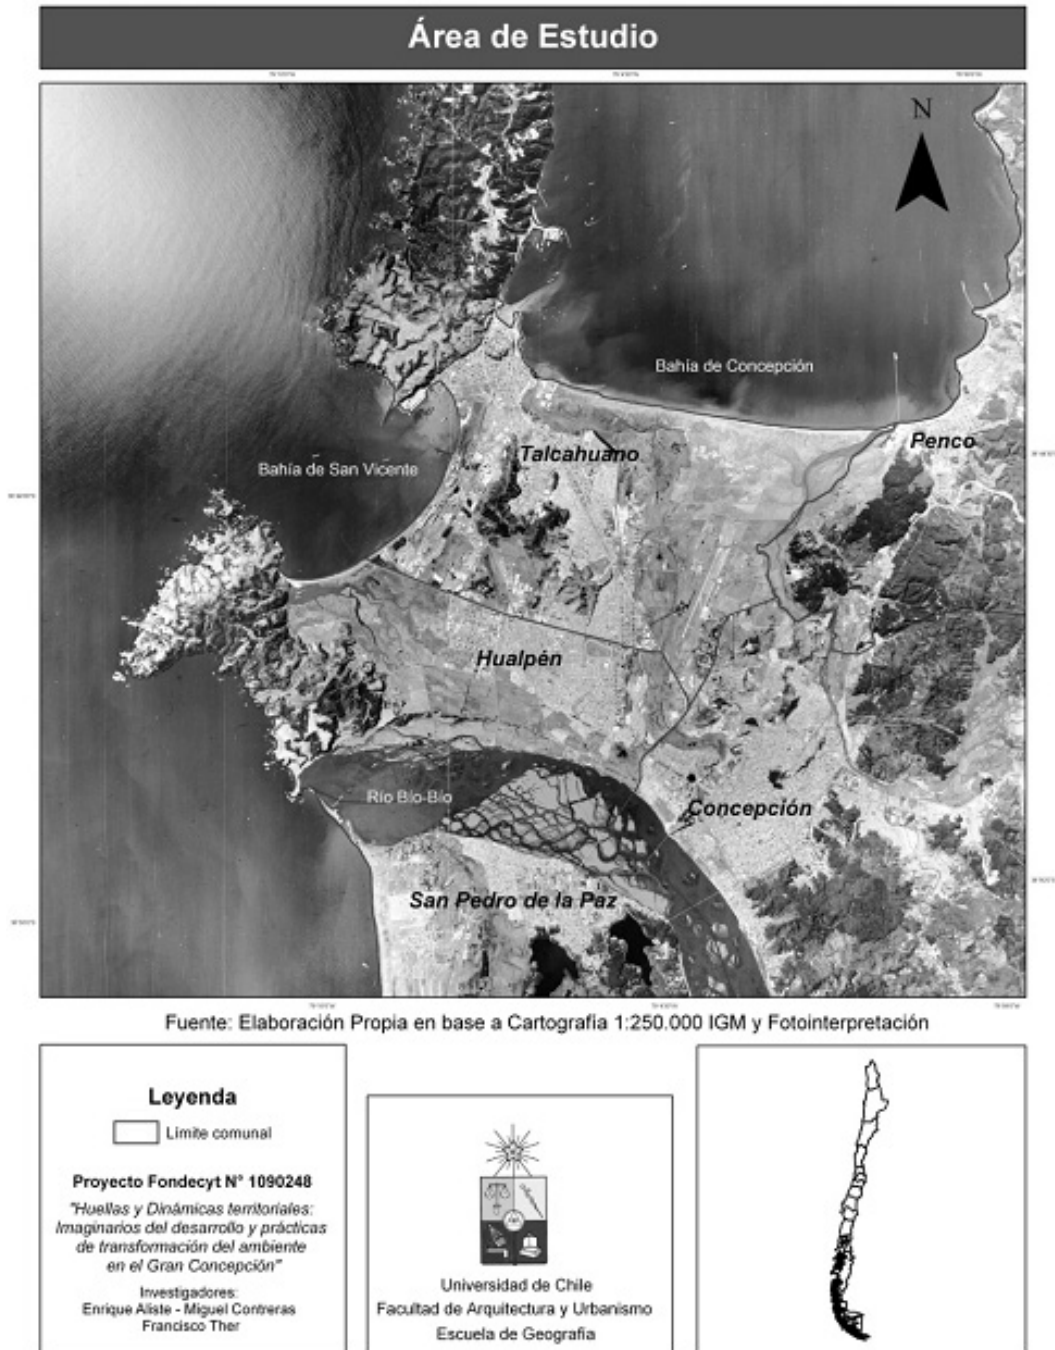 Área de Estudio
N
Bahía de Concepción
Talcahuano
Penco
Bahía de San Vicente
Hualpén
Río Bío-Bío
Concepción
San Pedro de la Paz
Fuente: Elaboración Propia en base a Cartografía 1:250.000 IGM y Fotointerpretación
Leyenda
Límite comunal
Proyecto Fondecyt N° 1090248
"Huellas y Dinámicas territoriales:
Imaginarios del desarrollo y prácticas
de transformación del ambiente
en el Gran Concepción"
Investigadores:
Enrique Aliste - Miguel Contreras
Francisco Ther
Universidad de Chile
Facultad de Arquitectura y Urbanismo
Escuela de Geografía